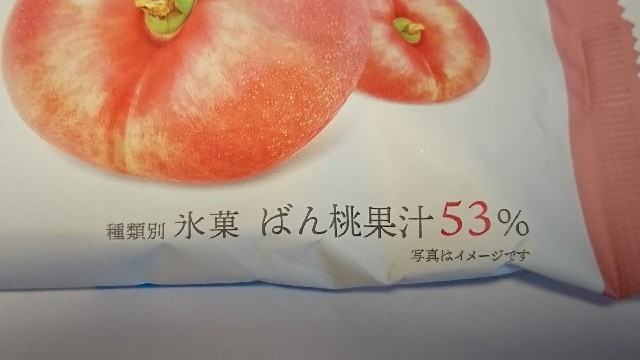 種類別 氷菓 ばん桃果汁53%
写真はイメージです